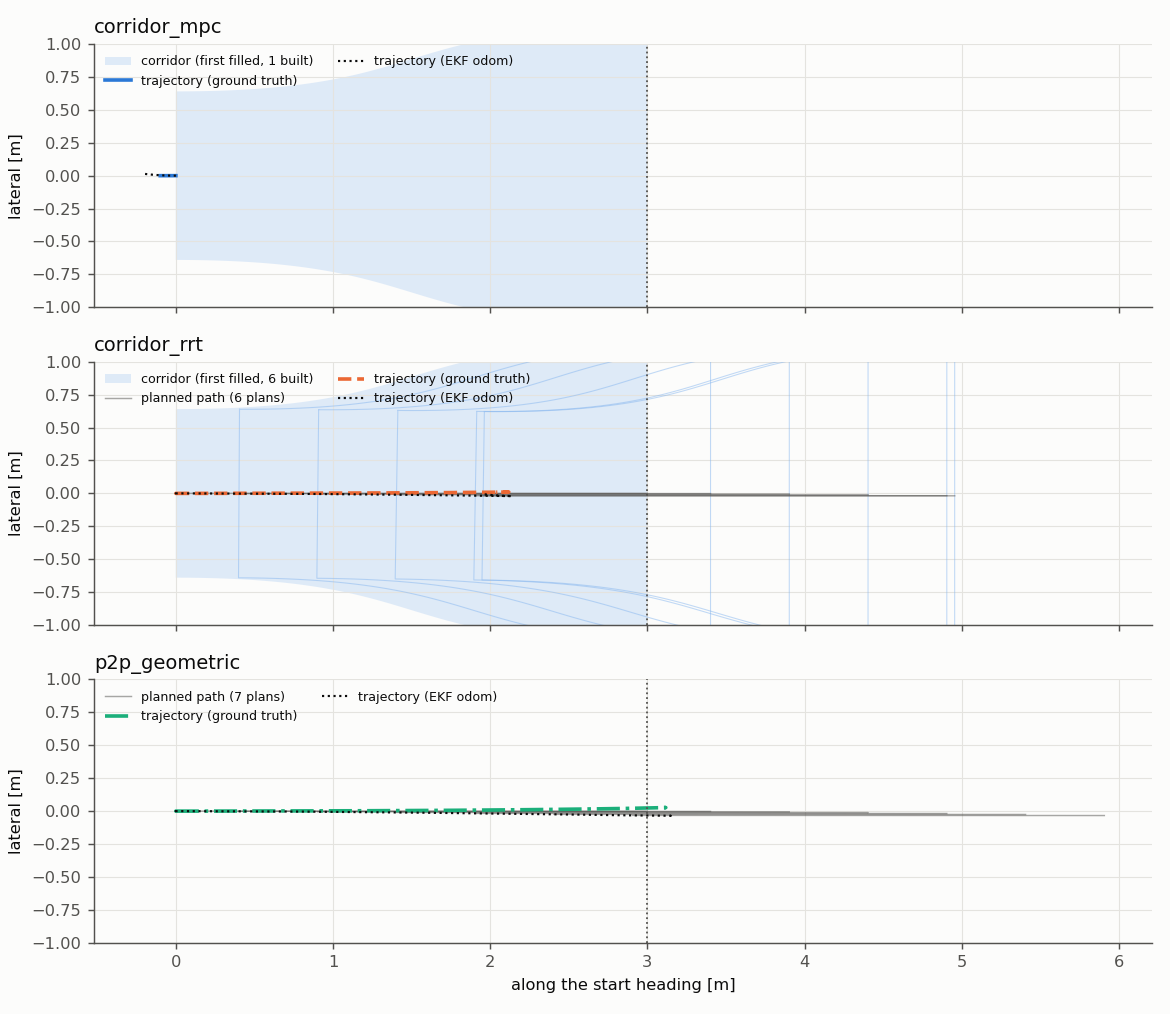 corridor_mpc
1.00
0.75
0.50
0.25
0.00
−0.25
−0.50
−0.75
−1.00
lateral [m]
corridor (first filled, 1 built)
trajectory (ground truth)
trajectory (EKF odom)
corridor_rrt
1.00
0.75
0.50
0.25
0.00
−0.25
−0.50
−0.75
−1.00
lateral [m]
corridor (first filled, 6 built)
planned path (6 plans)
trajectory (ground truth)
trajectory (EKF odom)
p2p_geometric
1.00
0.75
0.50
0.25
0.00
−0.25
−0.50
−0.75
−1.00
lateral [m]
planned path (7 plans)
trajectory (ground truth)
trajectory (EKF odom)
0 1 2 3 4 5 6
along the start heading [m]